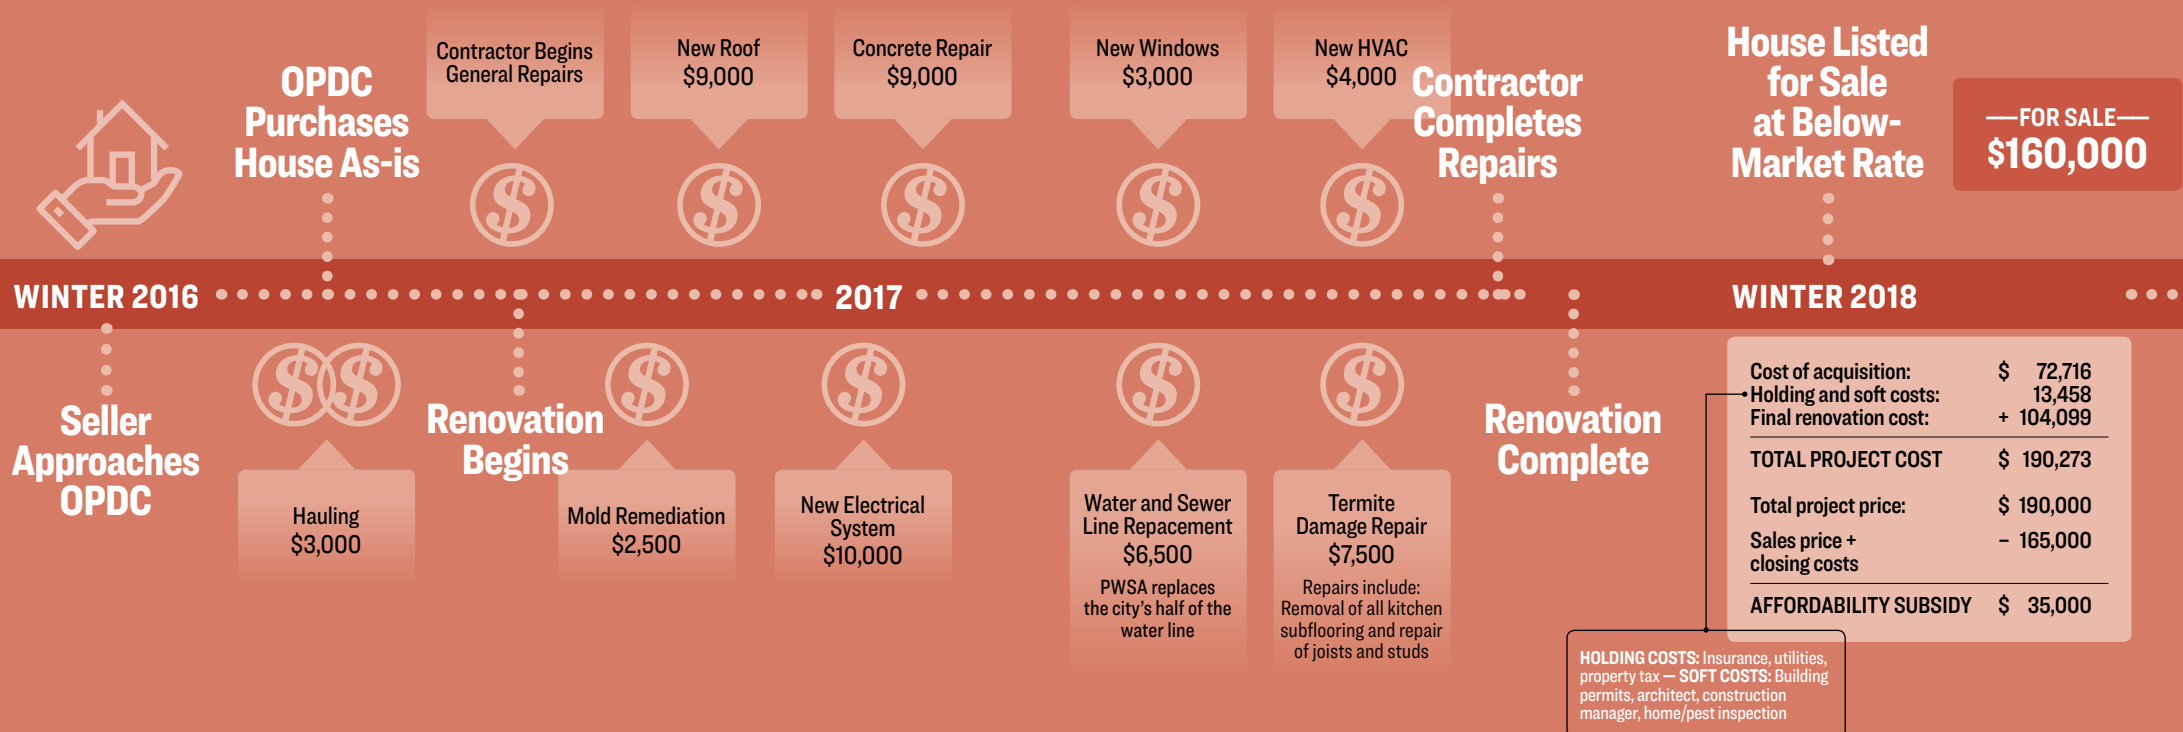 OPDC
Purchases
House As-is
Contractor Begins
General Repairs
New Roof
$9,000
Concrete Repair
$9,000
New Windows
$3,000
New HVAC
$4,000
Contractor
Completes
Repairs
House Listed
for Sale
at Below-
Market Rate
FOR SALE
$160,000
WINTER 2016
2017
WINTER 2018
Seller
Approaches
OPDC
Hauling
$3,000
Renovation
Begins
Mold Remediation
$2,500
New Electrical
System
$10,000
Water and Sewer
Line Repacement
$6,500
PWSA replaces
the city’s half of the
water line
Termite
Damage Repair
$7,500
Repairs include:
Removal of all kitchen
subflooring and repair
of joists and studs
Renovation
Complete
Cost of acquisition: $ 72,716
Holding and soft costs: 13,458
Final renovation cost: + 104,099
TOTAL PROJECT COST $ 190,273
Total project price: $ 190,000
Sales price + – 165,000
closing costs
AFFORDABILITY SUBSIDY $ 35,000
HOLDING COSTS: Insurance, utilities,
property tax — SOFT COSTS: Building
permits, architect, construction
manager, home/pest inspection